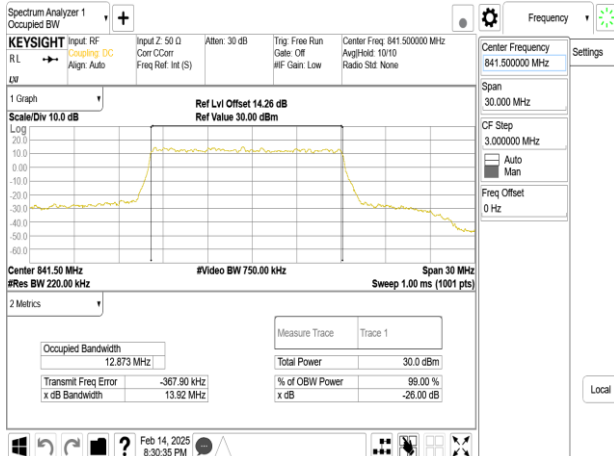 Spectrum Analyzer 1
Occupied BW
+
Frequency
KEYSIGHT
RL
LXI
Input: RF
Coupling: DC
Align: Auto
Input Z: 50 Ω
Corr CCorr
Freq Ref: Int (S)
Atten: 30 dB
Trig: Free Run
Gate: Off
#IF Gain: Low
Center Freq: 841.500000 MHz
Avg|Hold: 10/10
Radio Std: None
Center Frequency
841.500000 MHz
Settings
Span
30.000 MHz
CF Step
3.000000 MHz
Auto
Man
Freq Offset
0 Hz
Local
1 Graph
Scale/Div 10.0 dB
Ref Lvl Offset 14.26 dB
Ref Value 30.00 dBm
Log
20.0
10.0
0.00
-10.0
-20.0
-30.0
-40.0
-50.0
-60.0
Center 841.50 MHz
#Video BW 750.00 kHz
Span 30 MHz
#Res BW 220.00 kHz
Sweep 1.00 ms (1001 pts)
2 Metrics
Measure Trace
Trace 1
Occupied Bandwidth
12.873 MHz
Total Power
30.0 dBm
Transmit Freq Error
-367.90 kHz
% of OBW Power
99.00 %
x dB Bandwidth
13.92 MHz
x dB
-26.00 dB
?
Feb 14, 2025
8:30:35 PM